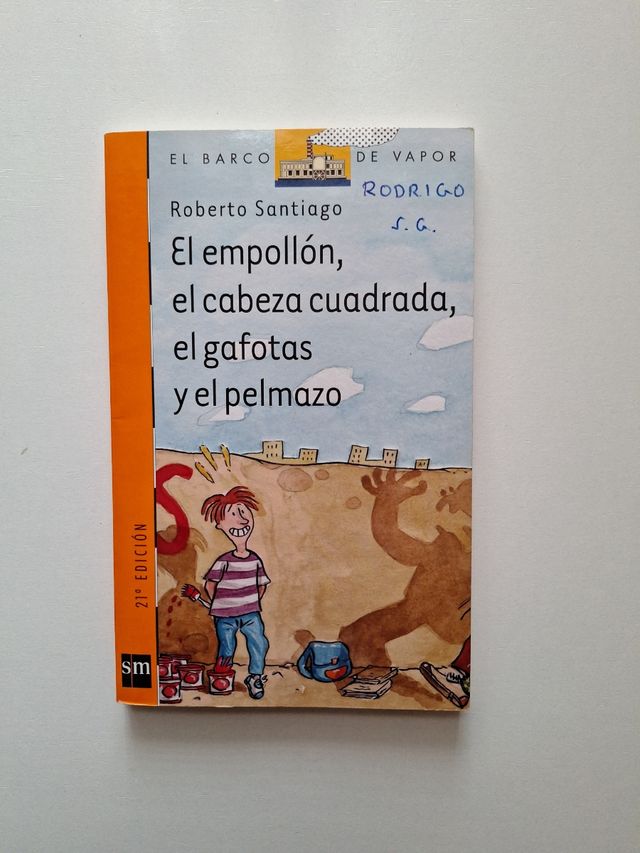 EL BARCO DE VAPOR
RODRIGO
S. G.
Roberto Santiago
El empollón,
el cabeza cuadrada,
el gafotas
y el pelmazo
S
21ª EDICIÓN
sm